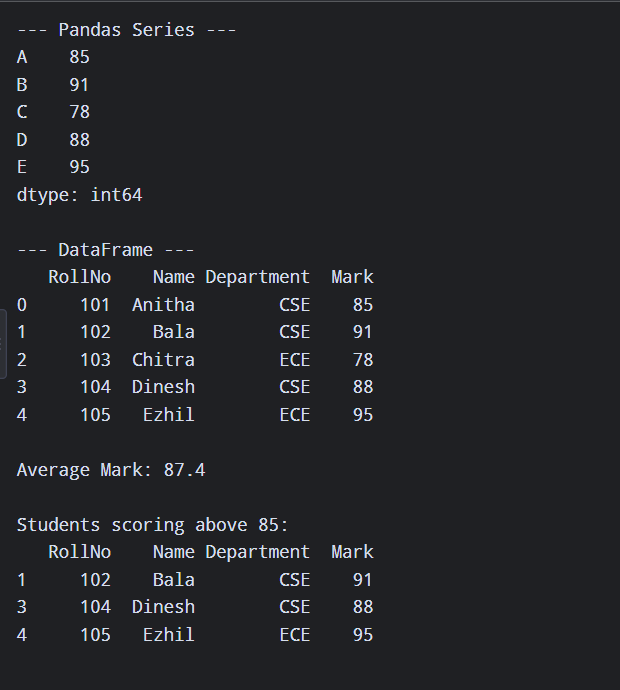 --- Pandas Series ---
A    85
B    91
C    78
D    88
E    95
dtype: int64

--- DataFrame ---
   RollNo    Name Department  Mark
0     101  Anitha        CSE    85
1     102    Bala        CSE    91
2     103  Chitra        ECE    78
3     104  Dinesh        CSE    88
4     105   Ezhil        ECE    95

Average Mark: 87.4

Students scoring above 85:
   RollNo    Name Department  Mark
1     102    Bala        CSE    91
3     104  Dinesh        CSE    88
4     105   Ezhil        ECE    95